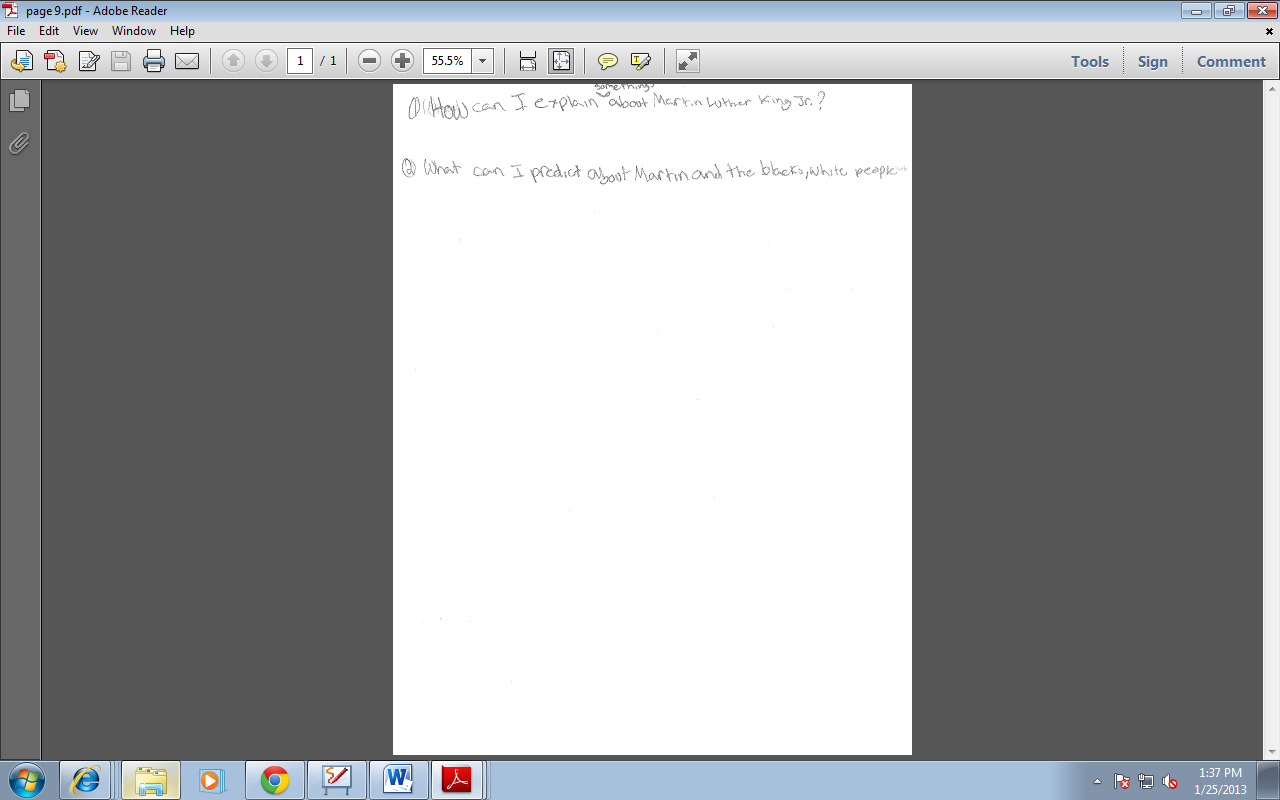 page 9.pdf - Adobe Reader
File Edit View Window Help
1 / 1 55.5% Tools Sign Comment
something
① How can I explain about Martin Luther King Jr.?
② What can I predict about Martin and the blacks, white people
1:37 PM
1/25/2013